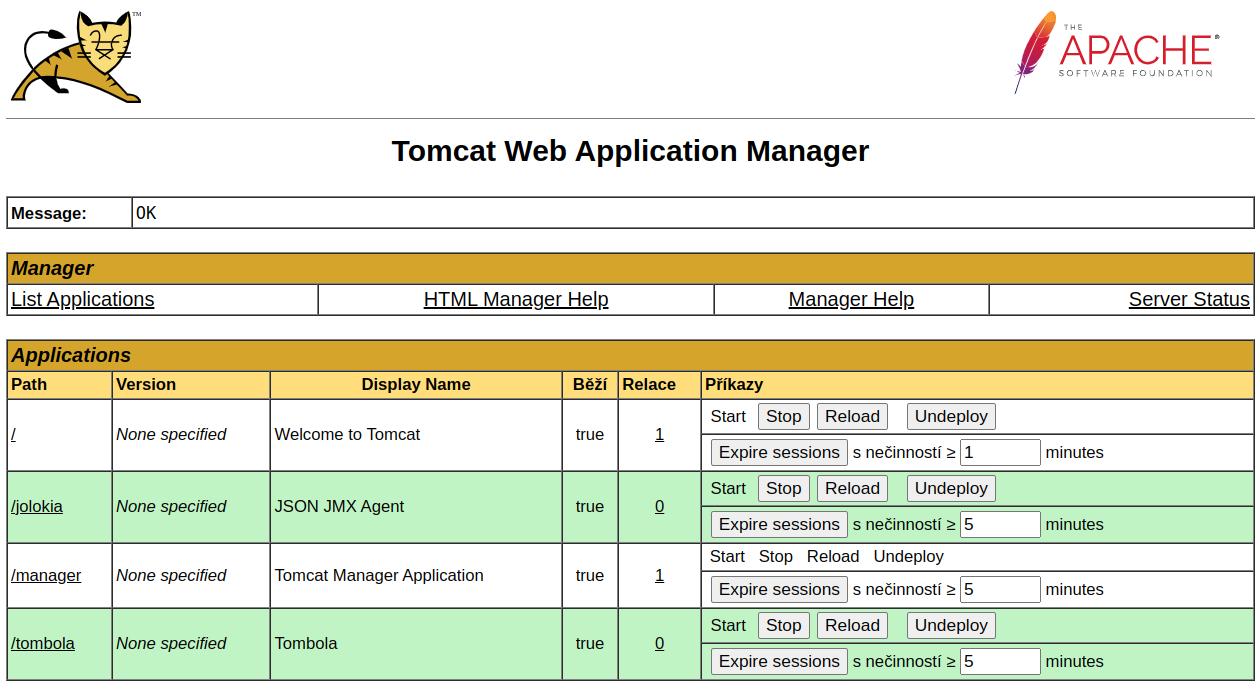 TM
THE
APACHE®
SOFTWARE FOUNDATION
Tomcat Web Application Manager
Message: OK
Manager
List Applications HTML Manager Help Manager Help Server Status
Applications
Path Version Display Name Běží Relace Příkazy
/ None specified Welcome to Tomcat true 1 Start Stop Reload Undeploy
Expire sessions s nečinností ≥ 1 minutes
/jolokia None specified JSON JMX Agent true 0 Start Stop Reload Undeploy
Expire sessions s nečinností ≥ 5 minutes
/manager None specified Tomcat Manager Application true 1 Start Stop Reload Undeploy
Expire sessions s nečinností ≥ 5 minutes
/tombola None specified Tombola true 0 Start Stop Reload Undeploy
Expire sessions s nečinností ≥ 5 minutes